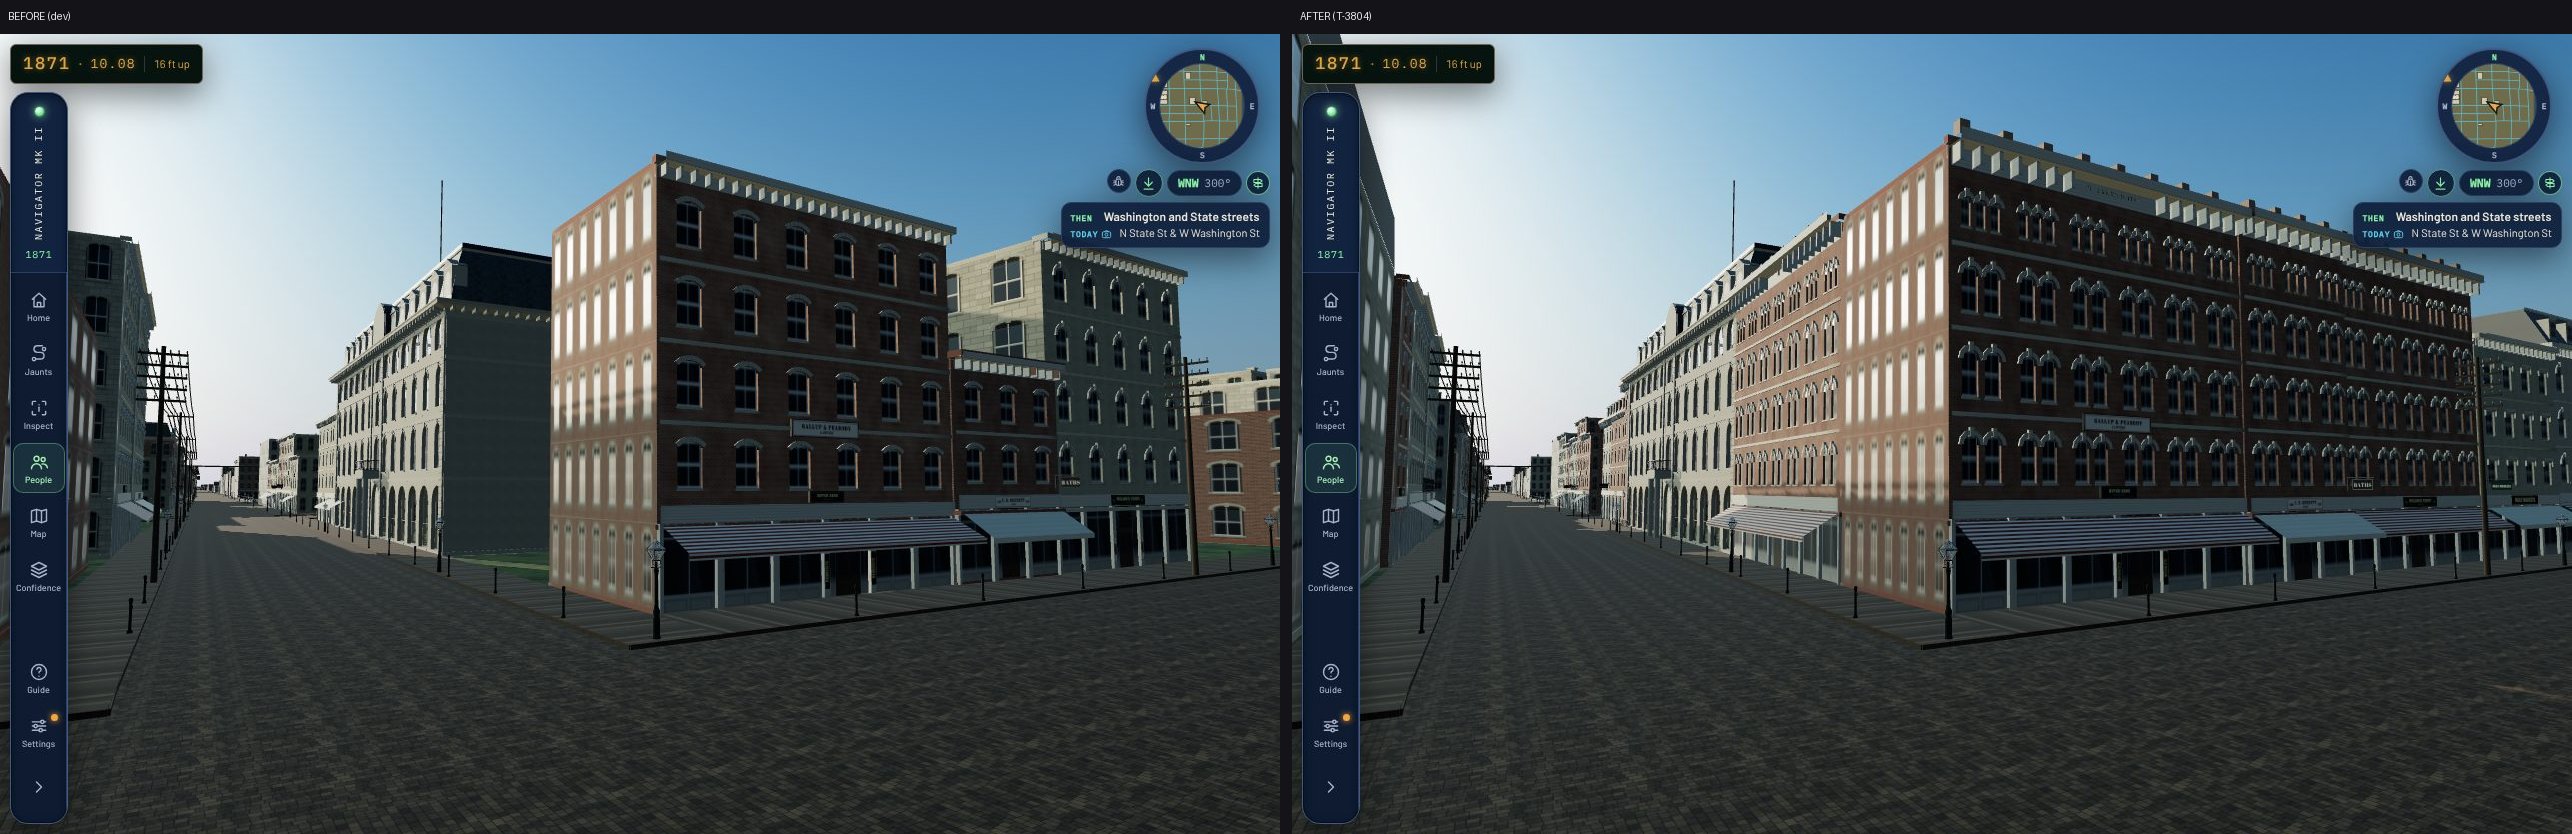 BEFORE (dev)
1871 · 10.08 16 ft up
NAVIGATOR MK II
1871
Home
Jaunts
Inspect
People
Map
Confidence
Guide
Settings
N
W E
S
WNW 300°
THEN Washington and State streets
TODAY N State St & W Washington St
BATHS
AFTER (T-3804)
1871 · 10.08 16 ft up
NAVIGATOR MK II
1871
Home
Jaunts
Inspect
People
Map
Confidence
Guide
Settings
N
W E
S
WNW 300°
THEN Washington and State streets
TODAY N State St & W Washington St
BATHS